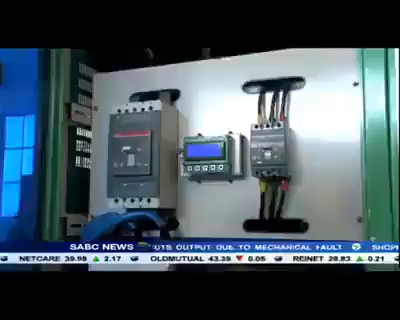 SABC NEWS UTS OUTPUT DUE TO MECHANICAL FAULT SHOP
NETCARE 39.98 ▲ 2.17 OLDMUTUAL 43.39 ▼ 0.05 REINET 28.83 ▲ 0.21